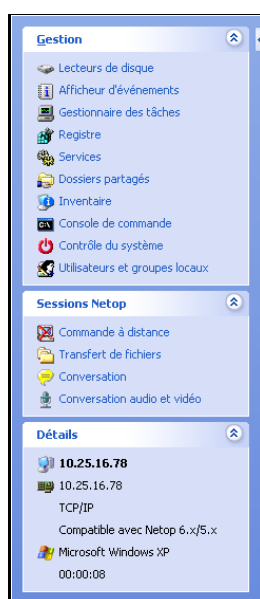 Gestion
Lecteurs de disque
Afficheur d'événements
Gestionnaire des tâches
Registre
Services
Dossiers partagés
Inventaire
Console de commande
Contrôle du système
Utilisateurs et groupes locaux
Sessions Netop
Commande à distance
Transfert de fichiers
Conversation
Conversation audio et vidéo
Détails
10.25.16.78
10.25.16.78
TCP/IP
Compatible avec Netop 6.x/5.x
Microsoft Windows XP
00:00:08